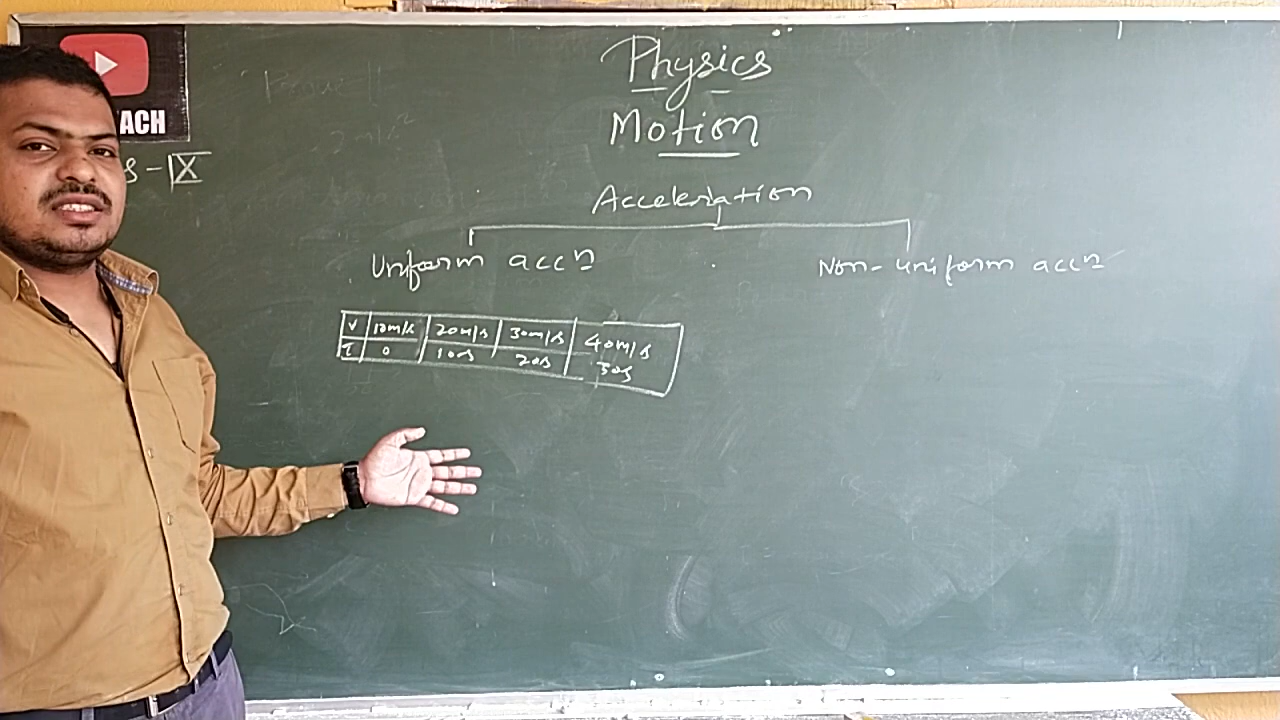 Physics
ACH
Motion
s - IX
Acceleration
Uniform accn
Non-uniform accn
V 10m/s 20m/s 30m/s 40m/s
T 0 10s 20s 30s